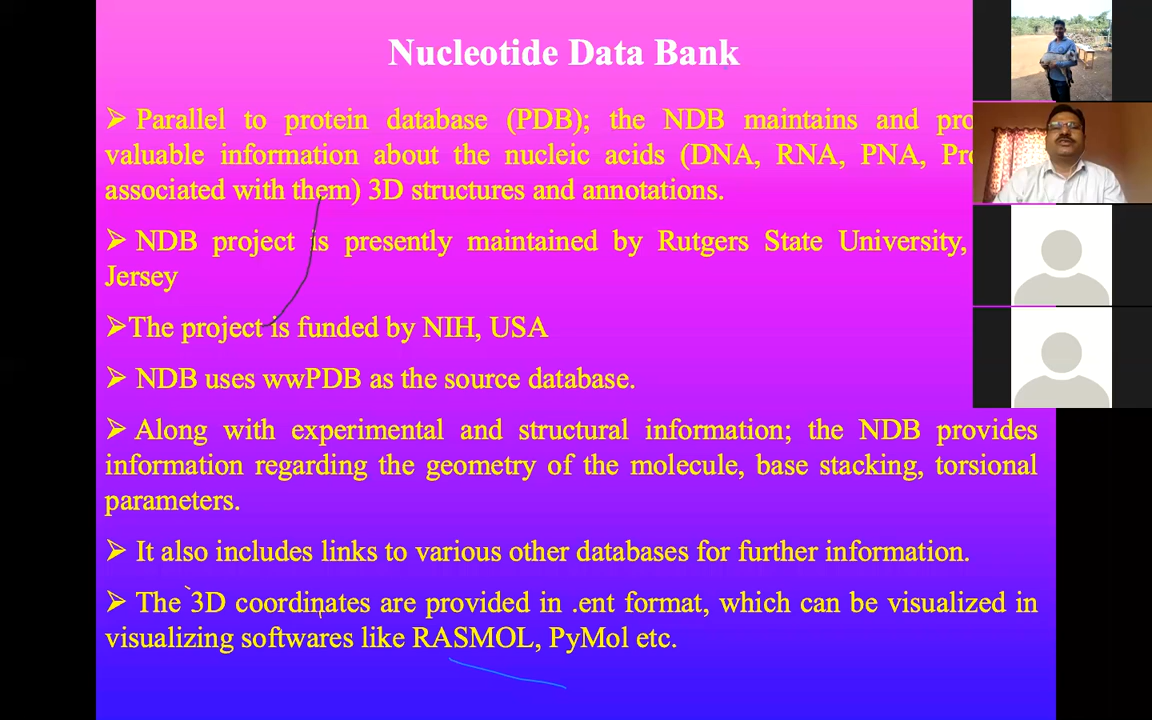 Nucleotide Data Bank
➢ Parallel to protein database (PDB); the NDB maintains and
valuable information about the nucleic acids (DNA, RNA, PNA,
associated with them) 3D structures and annotations.
➢ NDB project is presently maintained by Rutgers State University,
Jersey
➢The project is funded by NIH, USA
➢ NDB uses wwPDB as the source database.
➢ Along with experimental and structural information; the NDB provides
information regarding the geometry of the molecule, base stacking, torsional
parameters.
➢ It also includes links to various other databases for further information.
➢ The 3D coordinates are provided in .ent format, which can be visualized in
visualizing softwares like RASMOL, PyMol etc.